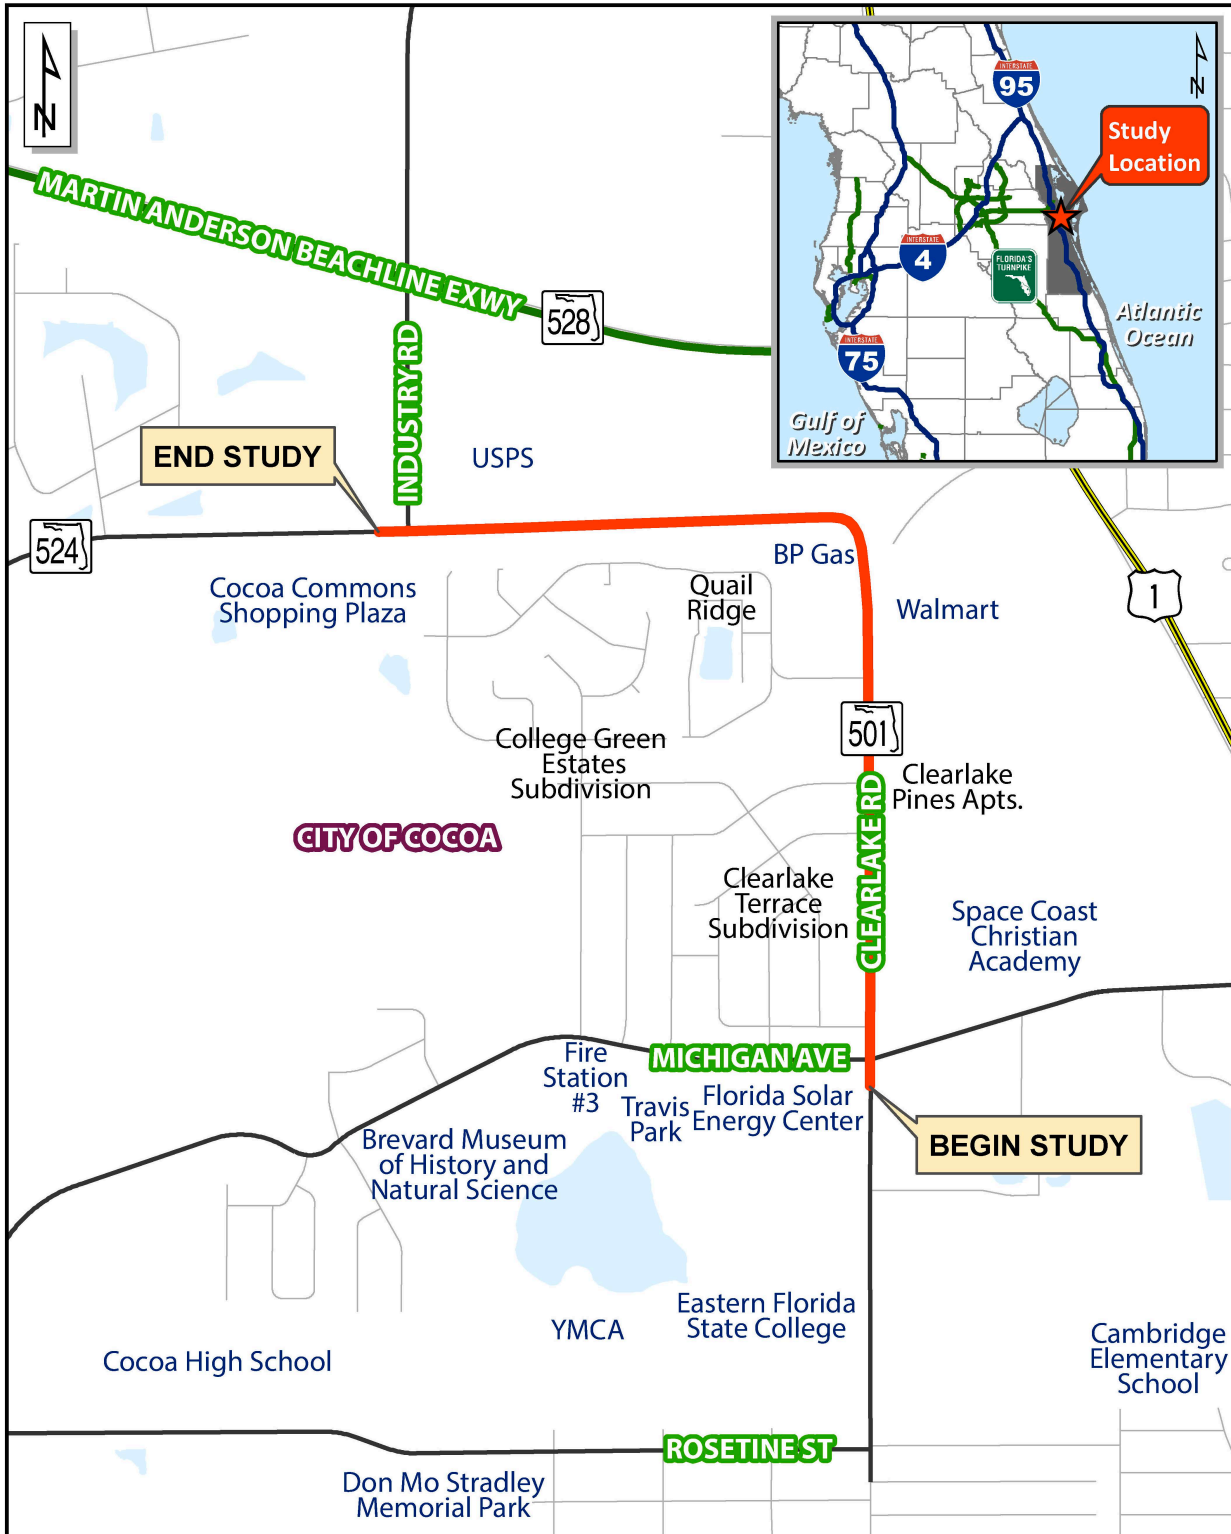 N
MARTIN ANDERSON BEACHLINE EXWY
528
INDUSTRY RD
INTERSTATE
95
N
Study
Location
INTERSTATE
4
FLORIDA'S
TURNPIKE
INTERSTATE
75
Atlantic
Ocean
Gulf of
Mexico
END STUDY
USPS
524
BP Gas
1
Cocoa Commons
Shopping Plaza
Quail
Ridge
Walmart
501
College Green
Estates
Subdivision
Clearlake
Pines Apts.
CLEARLAKE RD
CITY OF COCOA
Clearlake
Terrace
Subdivision
Space Coast
Christian
Academy
MICHIGAN AVE
Fire
Station
#3
Travis
Park
Florida Solar
Energy Center
BEGIN STUDY
Brevard Museum
of History and
Natural Science
YMCA
Eastern Florida
State College
Cocoa High School
Cambridge
Elementary
School
ROSETINE ST
Don Mo Stradley
Memorial Park